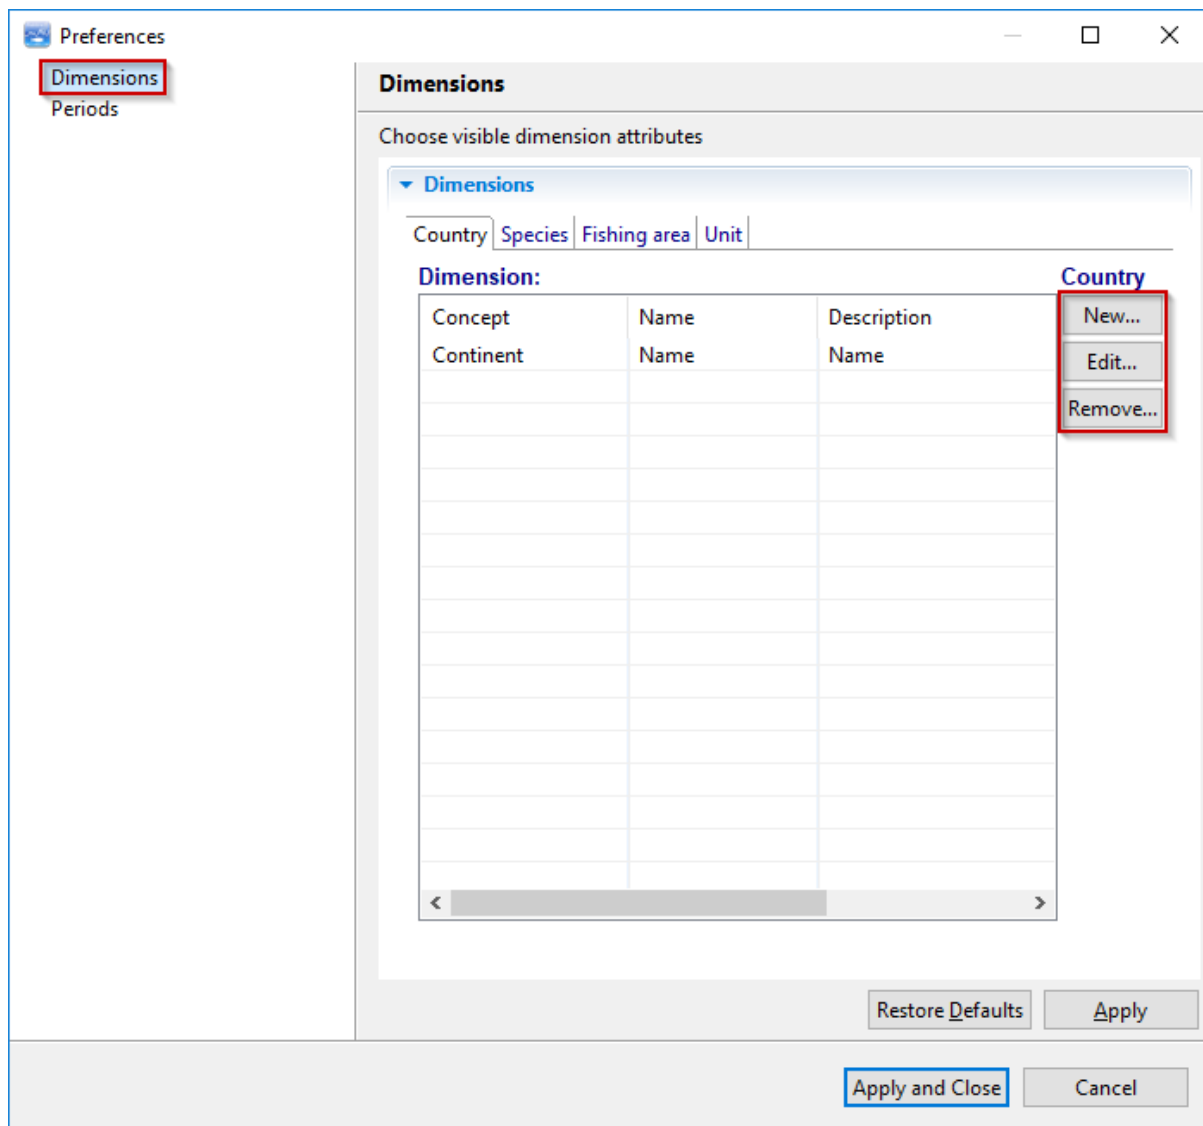 Preferences
Dimensions
Periods
Dimensions
Choose visible dimension attributes
Dimensions
Country Species Fishing area Unit
Dimension: Country
Concept Name Description
Continent Name Name
New...
Edit...
Remove...
Restore Defaults Apply
Apply and Close Cancel